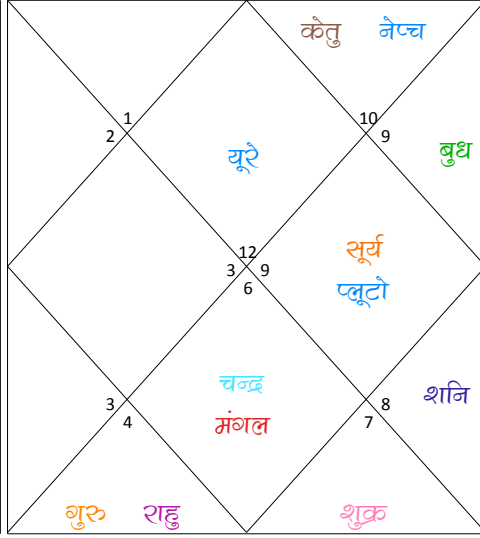 केतु नेप्च
1 10
2 9
यूरे बुध
12
सूर्य
3 9
6
प्लूटो
चन्द्र
शनि
3 8
मंगल
4 7
गुरु राहु शुक्र